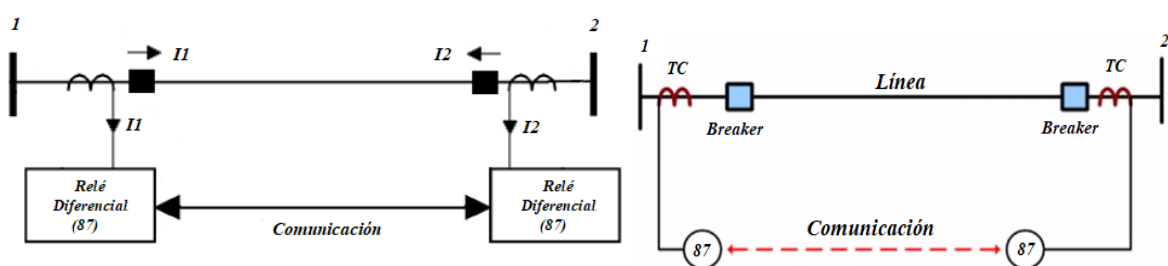 1
I1
I2
2
I1
I2
Relé
Diferencial
(87)
Comunicación
Relé
Diferencial
(87)
1
TC
Línea
TC
2
Breaker
Breaker
Comunicación
87
87